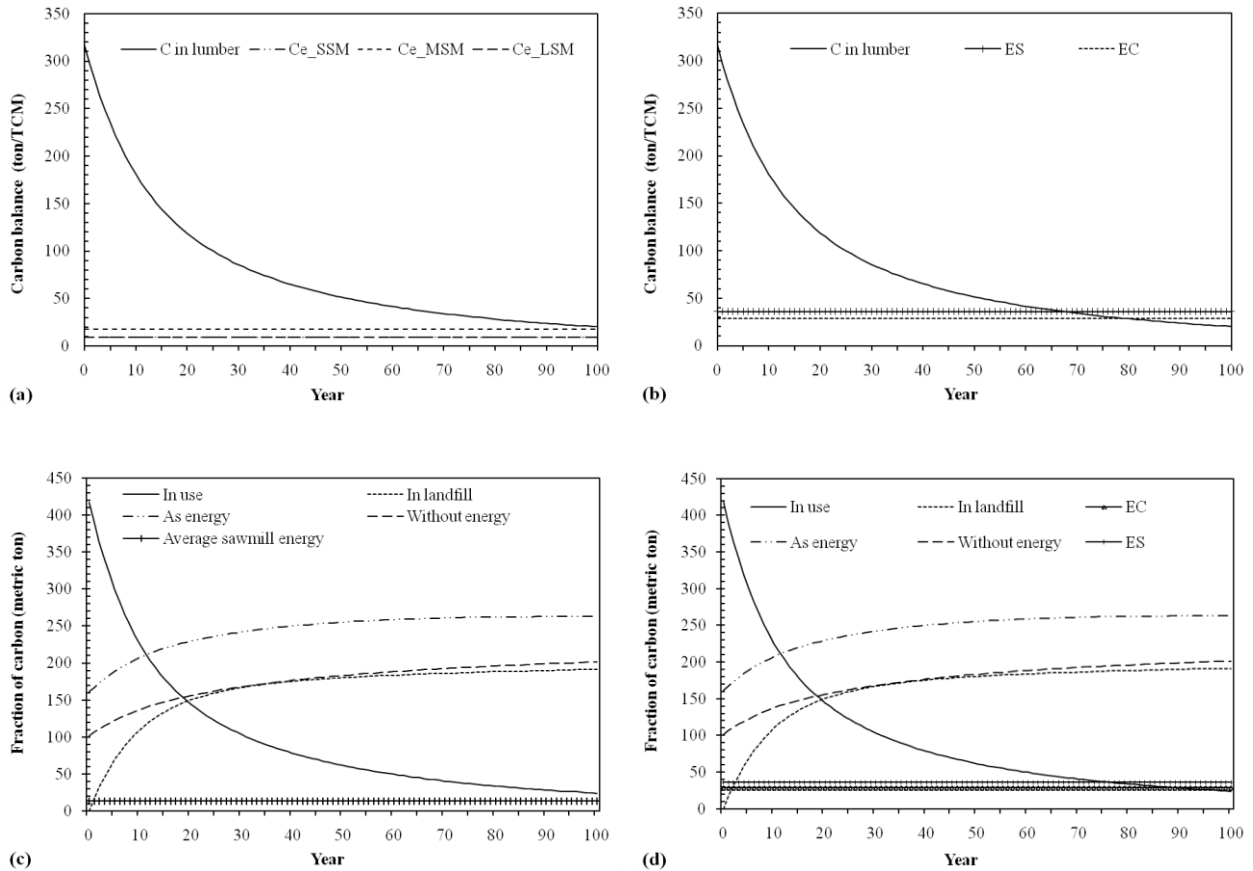 350
300
250
200
150
100
50
0
Carbon balance (ton/TCM)
C in lumber Ce_SSM Ce_MSM Ce_LSM
0 10 20 30 40 50 60 70 80 90 100
Year
(a)
350
300
250
200
150
100
50
0
Carbon balance (ton/TCM)
C in lumber ES EC
0 10 20 30 40 50 60 70 80 90 100
Year
(b)
450
400
350
300
250
200
150
100
50
0
Fraction of carbon (metric ton)
In use In landfill
As energy Without energy
Average sawmill energy
0 10 20 30 40 50 60 70 80 90 100
Year
(c)
450
400
350
300
250
200
150
100
50
0
Fraction of carbon (metric ton)
In use In landfill EC
As energy Without energy ES
0 10 20 30 40 50 60 70 80 90 100
Year
(d)